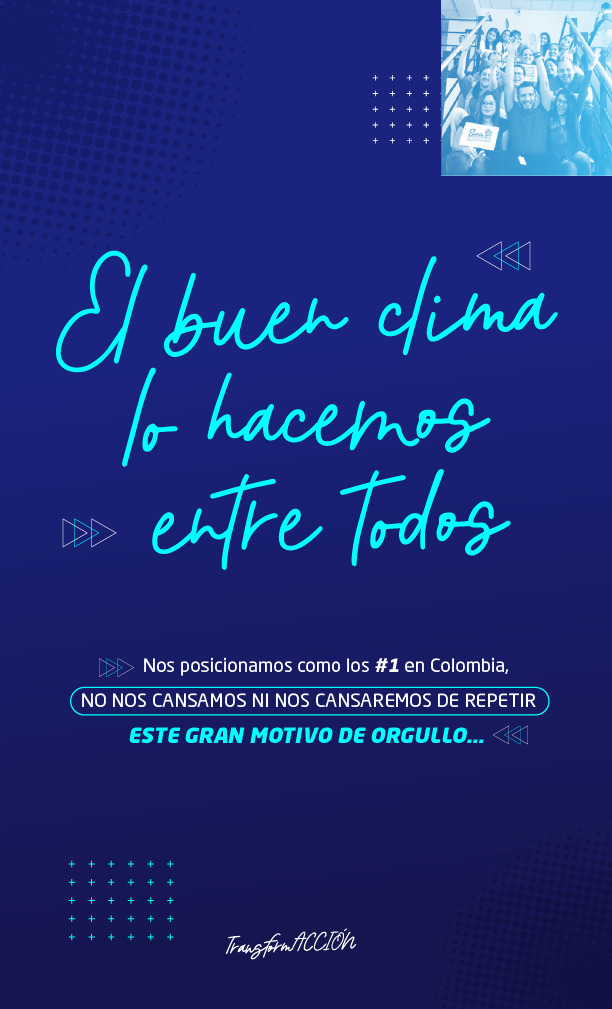 El buen clima
lo hacemos
entre todos
Nos posicionamos como los #1 en Colombia,
NO NOS CANSAMOS NI NOS CANSAREMOS DE REPETIR
ESTE GRAN MOTIVO DE ORGULLO...
TransformACCIÓN